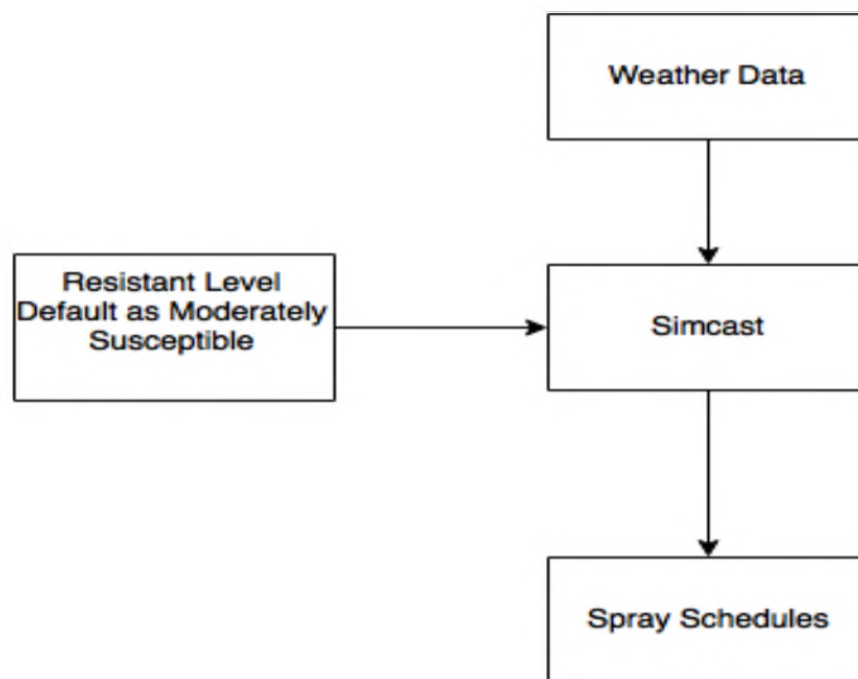 Weather Data
Resistant Level
Default as Moderately
Susceptible
Simcast
Spray Schedules